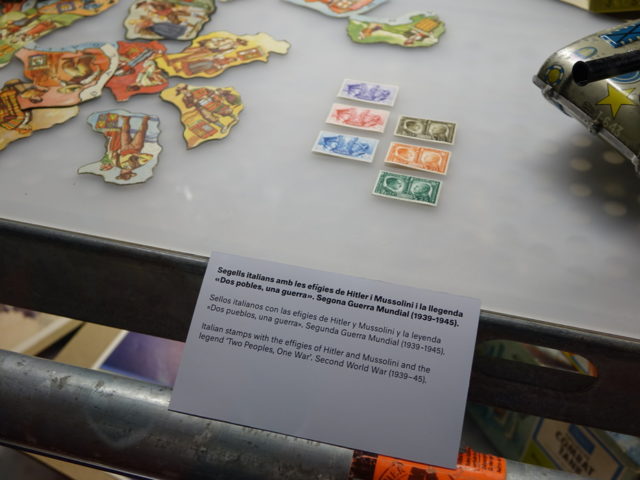 Segells italians amb les efígies de Hitler i Mussolini i la llegenda
«Dos pobles, una guerra». Segona Guerra Mundial (1939-1945).
Sellos italianos con las efigies de Hitler y Mussolini y la leyenda
«Dos pueblos, una guerra». Segunda Guerra Mundial (1939-1945).
Italian stamps with the effigies of Hitler and Mussolini and the
legend 'Two Peoples, One War'. Second World War (1939–45).
COMBAT